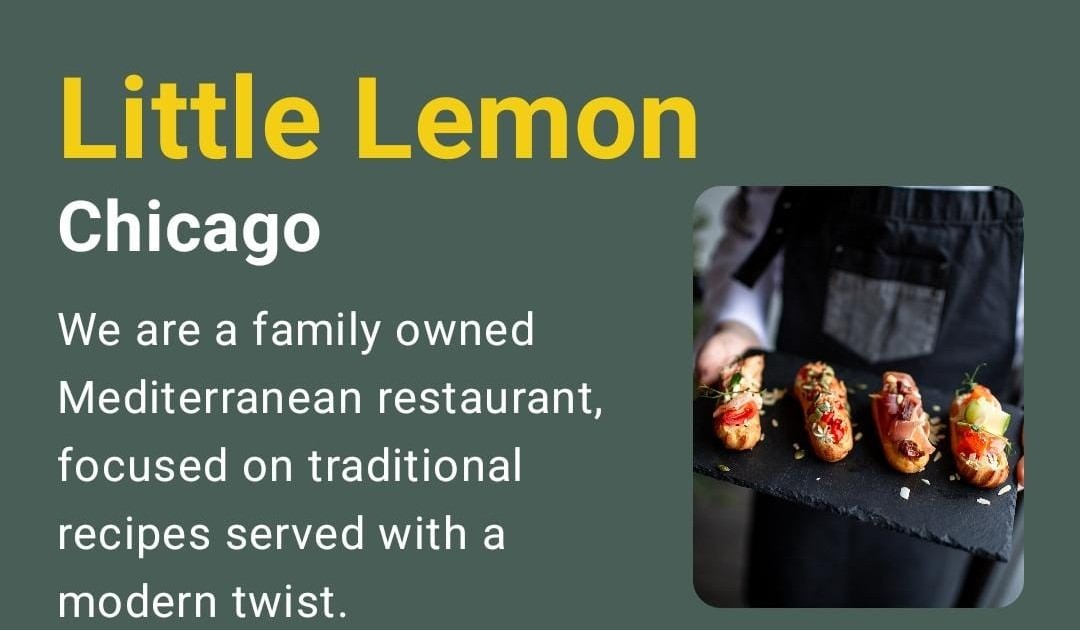 Little Lemon
Chicago
We are a family owned
Mediterranean restaurant,
focused on traditional
recipes served with a
modern twist.